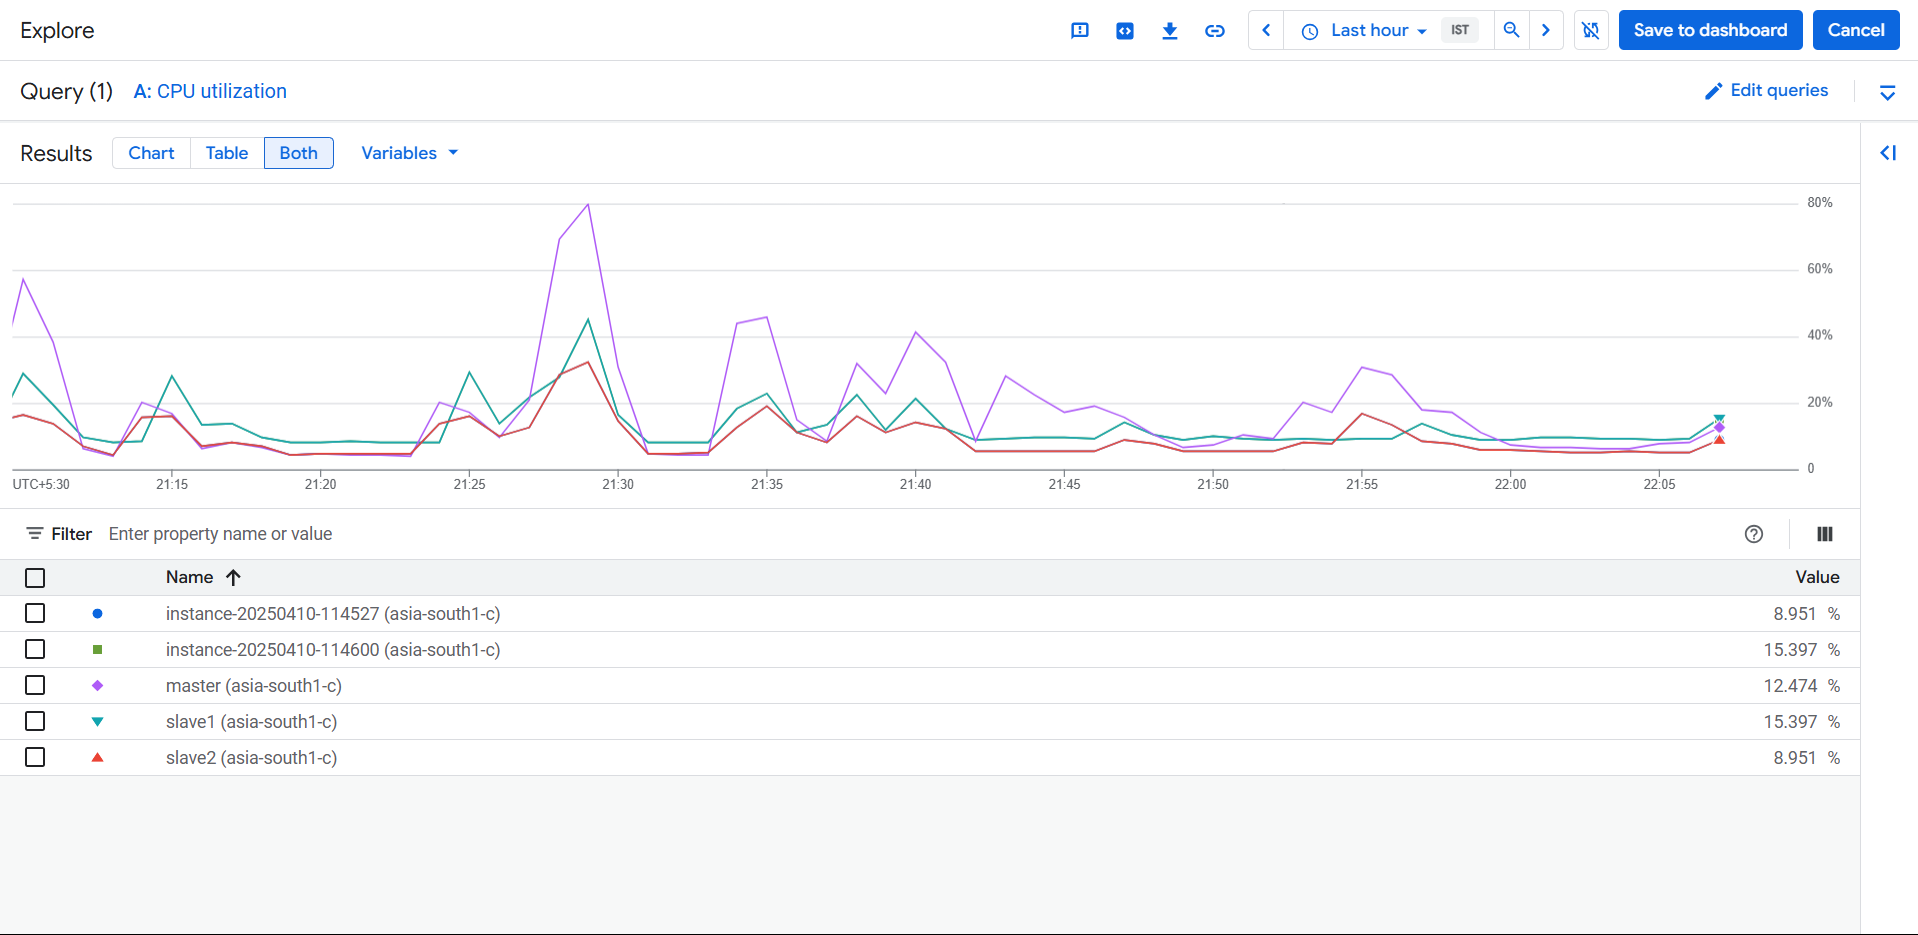 Explore
Last hour IST
Save to dashboard
Cancel
Query (1) A: CPU utilization
Edit queries
Results
Chart Table Both
Variables
80%
60%
40%
20%
0
UTC+5:30 21:15 21:20 21:25 21:30 21:35 21:40 21:45 21:50 21:55 22:00 22:05
Filter Enter property name or value
Name Value
instance-20250410-114527 (asia-south1-c) 8.951 %
instance-20250410-114600 (asia-south1-c) 15.397 %
master (asia-south1-c) 12.474 %
slave1 (asia-south1-c) 15.397 %
slave2 (asia-south1-c) 8.951 %